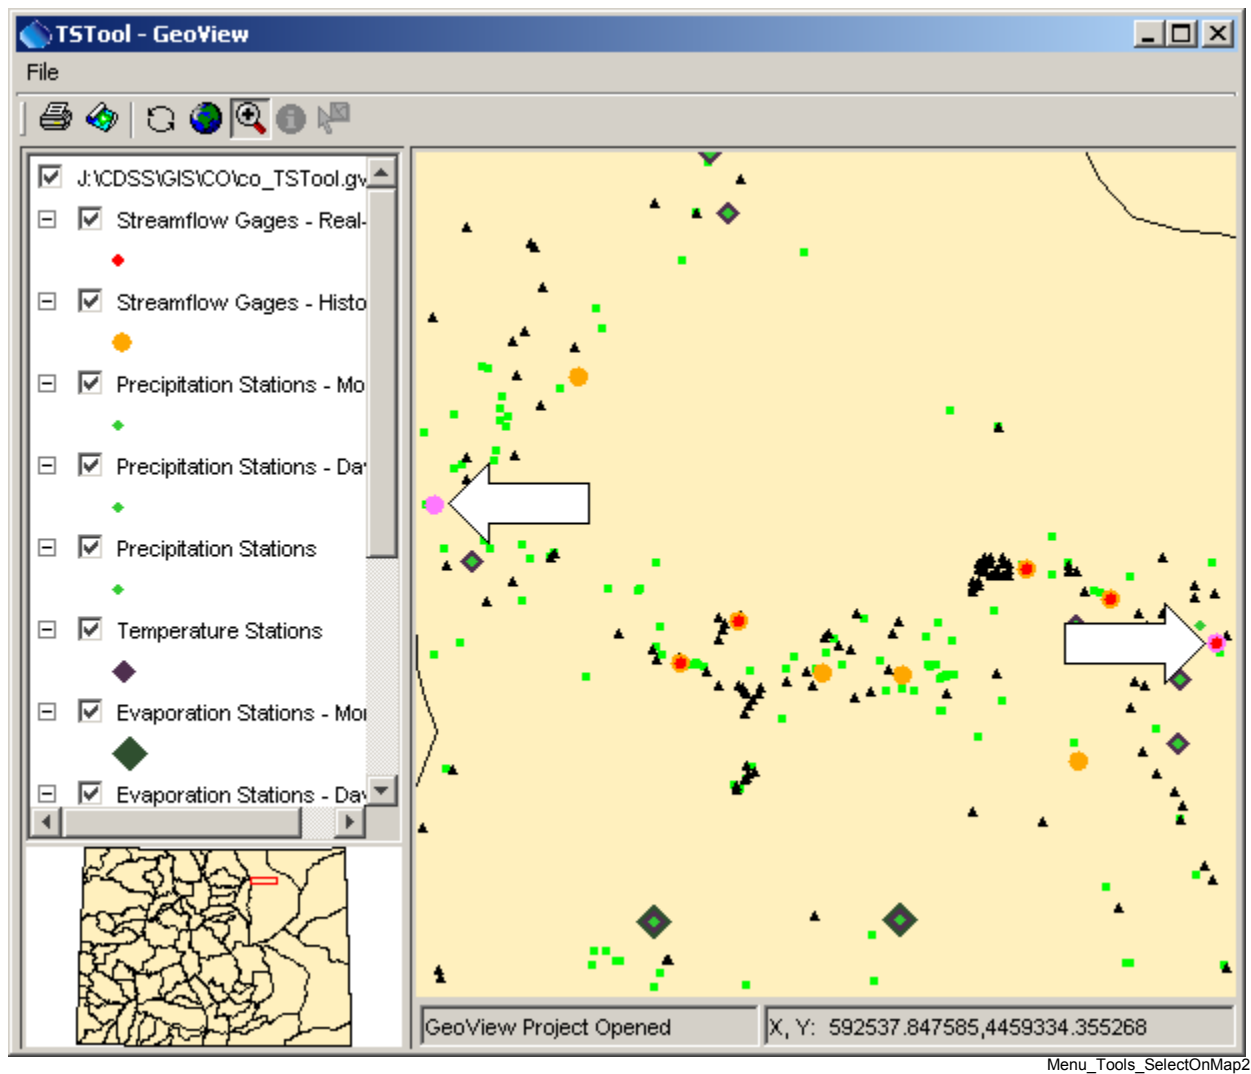 TSTool - GeoView
File
J:\CDSS\GIS\CO\co_TSTool.gv
Streamflow Gages - Real-
Streamflow Gages - Histo
Precipitation Stations - Mo
Precipitation Stations - Da
Precipitation Stations
Temperature Stations
Evaporation Stations - Mo
Evaporation Stations - Da
GeoView Project Opened
X, Y: 592537.847585,4459334.355268
Menu_Tools_SelectOnMap2